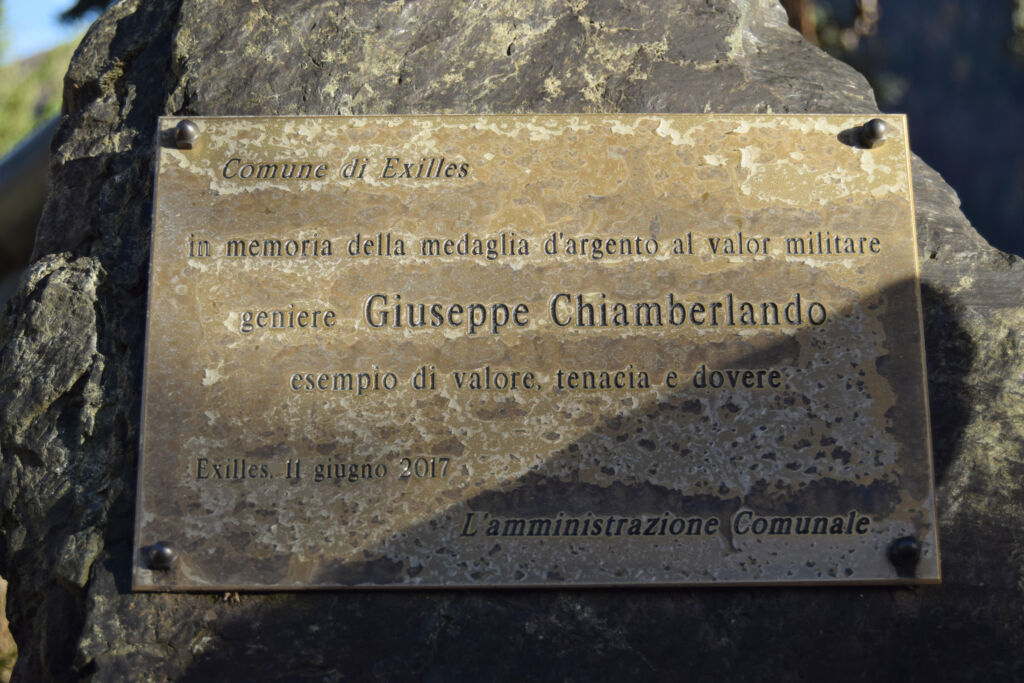 Comune di Exilles
in memoria della medaglia d'argento al valor militare
geniere Giuseppe Chiamberlando
esempio di valore, tenacia e dovere
Exilles, 11 giugno 2017
L'amministrazione Comunale